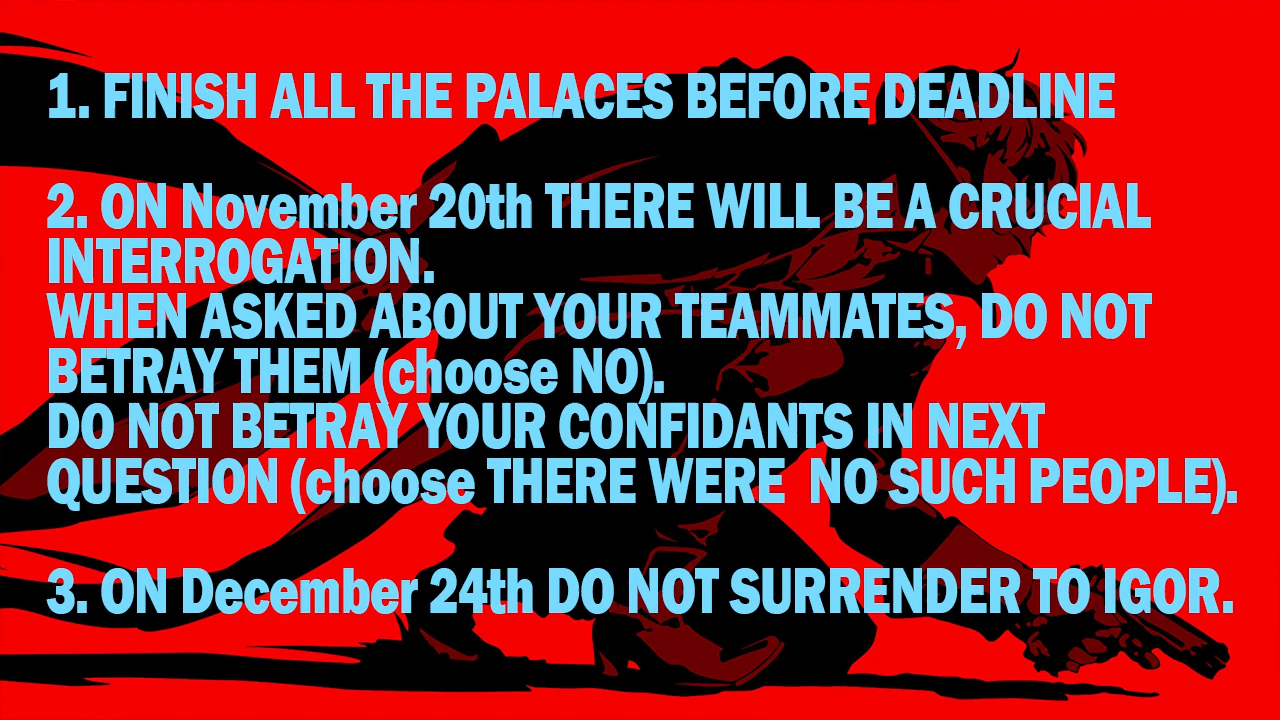 1. FINISH ALL THE PALACES BEFORE DEADLINE
2. ON November 20th THERE WILL BE A CRUCIAL
INTERROGATION.
WHEN ASKED ABOUT YOUR TEAMMATES, DO NOT
BETRAY THEM (choose NO).
DO NOT BETRAY YOUR CONFIDANTS IN NEXT
QUESTION (choose THERE WERE  NO SUCH PEOPLE).
3. ON December 24th DO NOT SURRENDER TO IGOR.